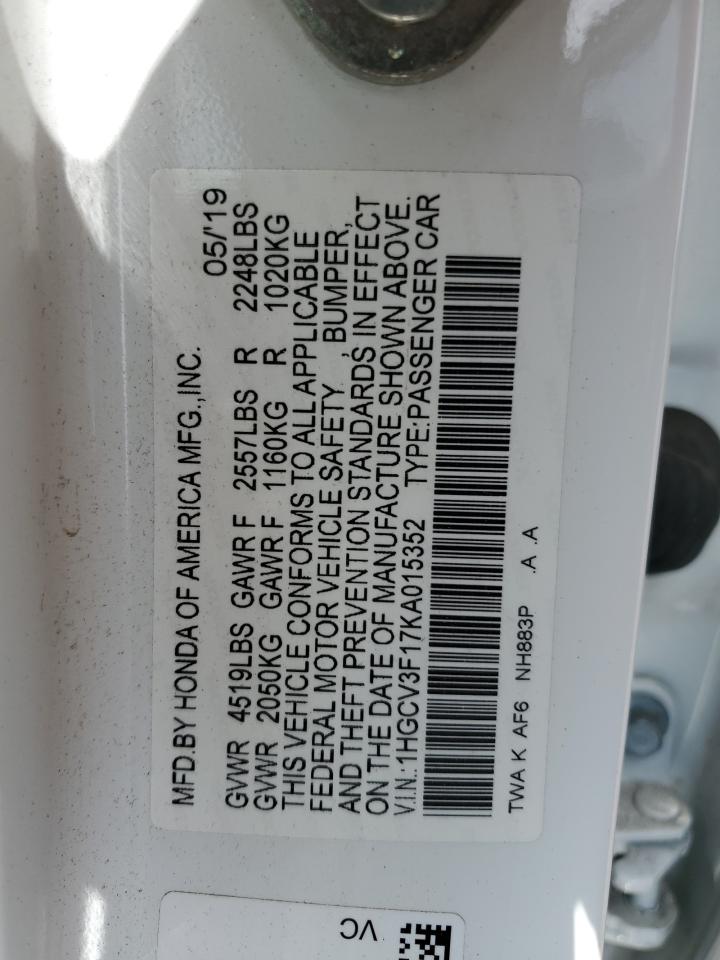 MFD.BY HONDA OF AMERICA MFG.,INC. 05/'19
GVWR 4519LBS GAWR F 2557LBS R 2248LBS
GVWR 2050KG GAWR F 1160KG R 1020KG
THIS VEHICLE CONFORMS TO ALL APPLICABLE
FEDERAL MOTOR VEHICLE SAFETY , BUMPER,
AND THEFT PREVENTION STANDARDS IN EFFECT
ON THE DATE OF MANUFACTURE SHOWN ABOVE.
V.I.N.:1HGCV3F17KA015352 TYPE:PASSENGER CAR
TWA K AF6 NH883P .A .A
VC